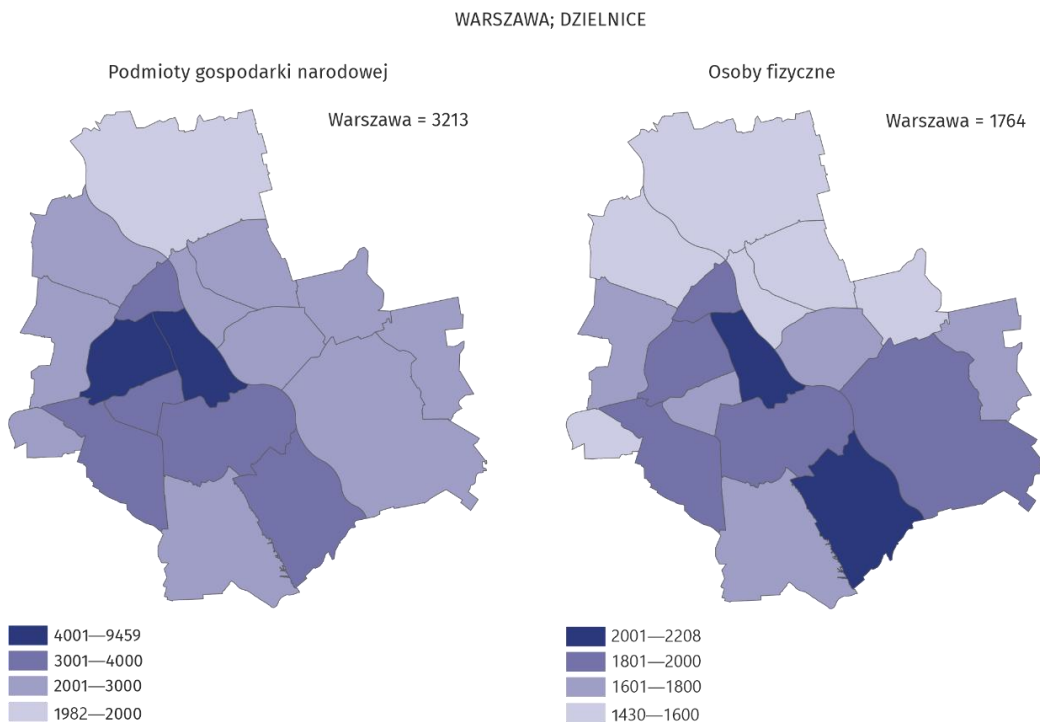 WARSZAWA; DZIELNICE
Podmioty gospodarki narodowej
Warszawa = 3213
4001—9459
3001—4000
2001—3000
1982—2000
Osoby fizyczne
Warszawa = 1764
2001—2208
1801—2000
1601—1800
1430—1600